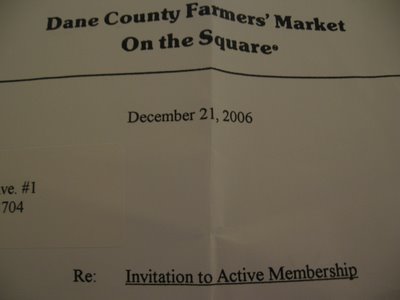 Dane County Farmers' Market
On the Square®
December 21, 2006
ve. #1
704
Re: Invitation to Active Membership